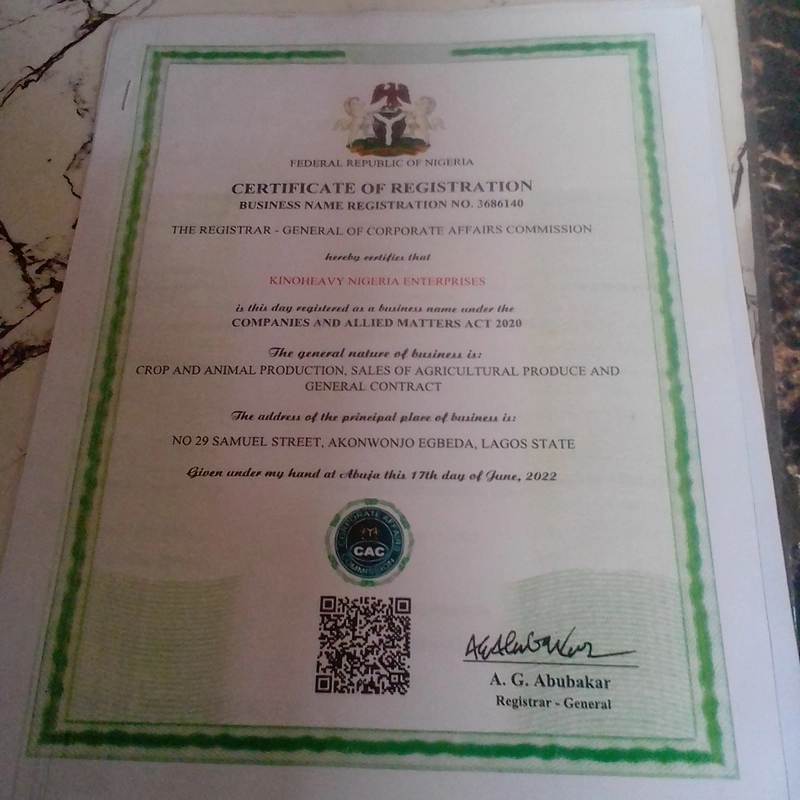 FEDERAL REPUBLIC OF NIGERIA
CERTIFICATE OF REGISTRATION
BUSINESS NAME REGISTRATION NO. 3686140
THE REGISTRAR - GENERAL OF CORPORATE AFFAIRS COMMISSION
hereby certifies that
KINOHEAVY NIGERIA ENTERPRISES
is this day registered as a business name under the
COMPANIES AND ALLIED MATTERS ACT 2020
The general nature of business is:
CROP AND ANIMAL PRODUCTION, SALES OF AGRICULTURAL PRODUCE AND
GENERAL CONTRACT
The address of the principal place of business is:
NO 29 SAMUEL STREET, AKONWONJO EGBEDA, LAGOS STATE
Given under my hand at Abuja this 17th day of June, 2022
CORPORATE AFFAIRS
CAC
COMMISSION
A. G. Abubakar
Registrar - General